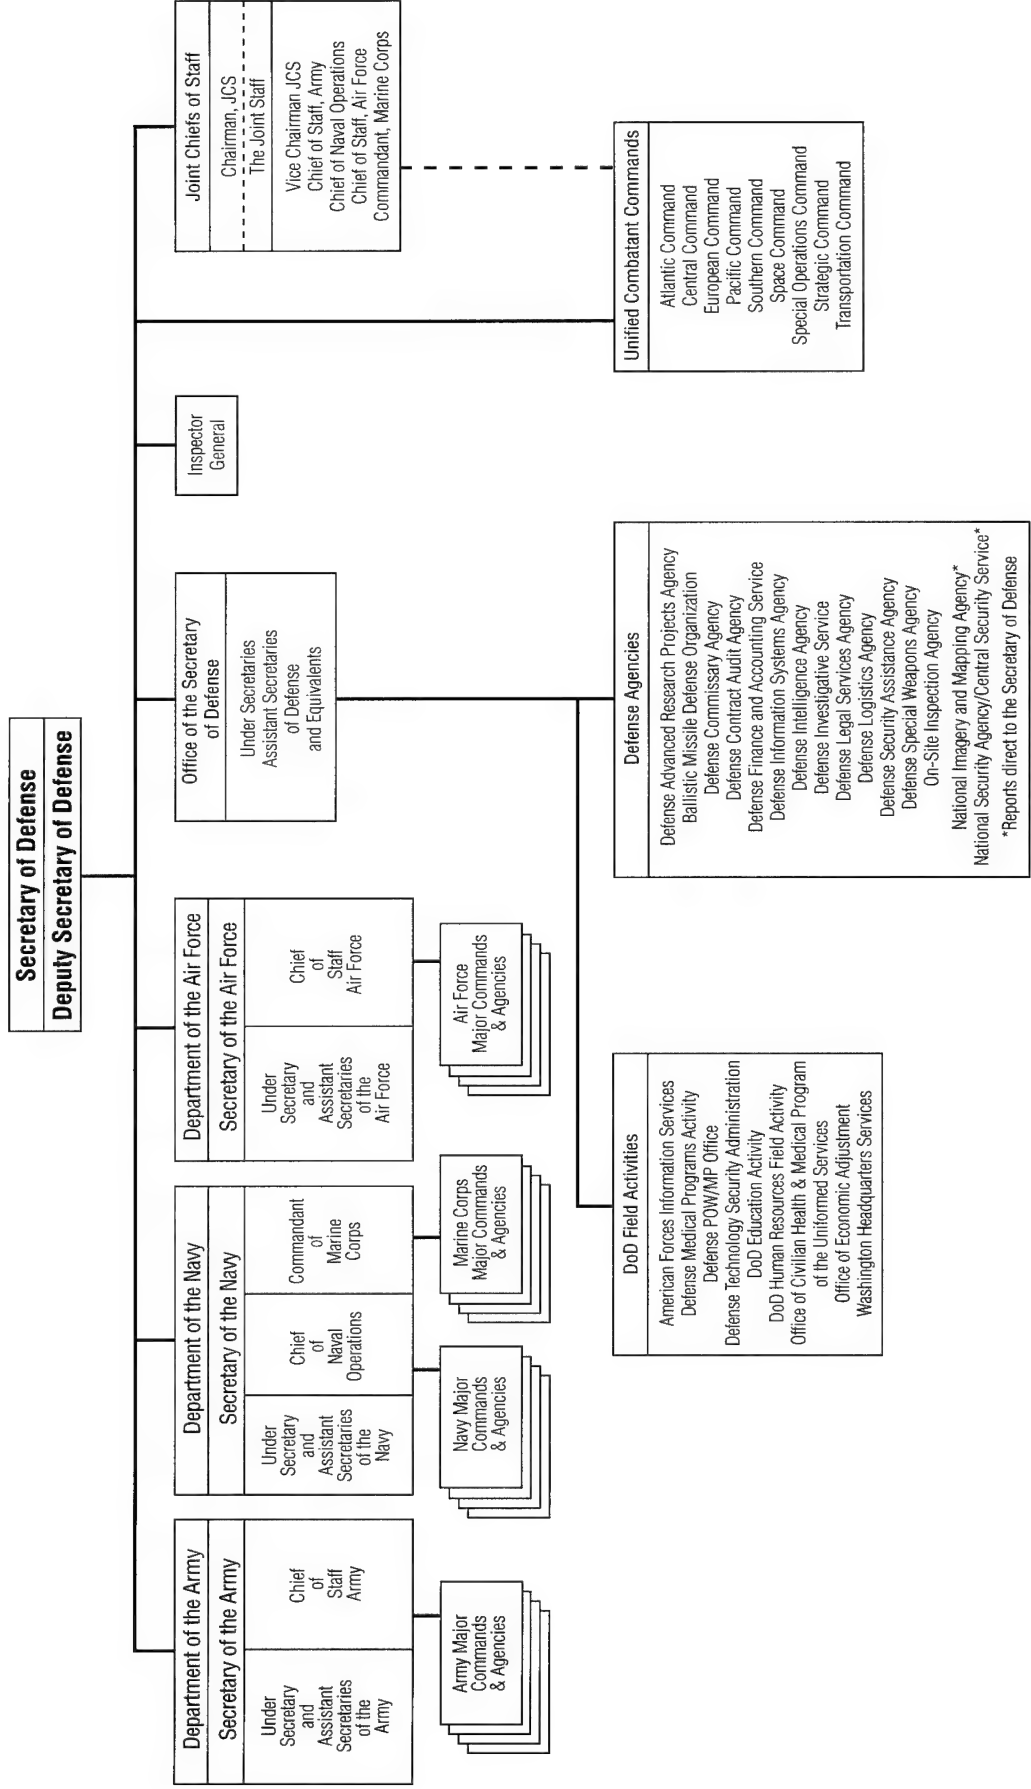 Secretary of Defense
Deputy Secretary of Defense
Department of the Army
Secretary of the Army
Under
Secretary
and
Assistant
Secretaries
of the
Army
Chief
of
Staff
Army
Army Major
Commands
& Agencies
Department of the Navy
Secretary of the Navy
Under
Secretary
and
Assistant
Secretaries
of the
Navy
Chief
of
Naval
Operations
Commandant
of
Marine
Corps
Navy Major
Commands
& Agencies
Marine Corps
Major Commands
& Agencies
Department of the Air Force
Secretary of the Air Force
Under
Secretary
and
Assistant
Secretaries
of the
Air Force
Chief
of
Staff
Air Force
Air Force
Major Commands
& Agencies
Office of the Secretary
of Defense
Under Secretaries
Assistant Secretaries
of Defense
and Equivalents
Inspector
General
Joint Chiefs of Staff
Chairman, JCS
The Joint Staff
Vice Chairman JCS
Chief of Staff, Army
Chief of Naval Operations
Chief of Staff, Air Force
Commandant, Marine Corps
DoD Field Activities
American Forces Information Services
Defense Medical Programs Activity
Defense POW/MP Office
Defense Technology Security Administration
DoD Education Activity
DoD Human Resources Field Activity
Office of Civilian Health & Medical Program
of the Uniformed Services
Office of Economic Adjustment
Washington Headquarters Services
Defense Agencies
Defense Advanced Research Projects Agency
Ballistic Missile Defense Organization
Defense Commissary Agency
Defense Contract Audit Agency
Defense Finance and Accounting Service
Defense Information Systems Agency
Defense Intelligence Agency
Defense Investigative Service
Defense Legal Services Agency
Defense Logistics Agency
Defense Security Assistance Agency
Defense Special Weapons Agency
On-Site Inspection Agency
National Imagery and Mapping Agency*
National Security Agency/Central Security Service*
*Reports direct to the Secretary of Defense
Unified Combatant Commands
Atlantic Command
Central Command
European Command
Pacific Command
Southern Command
Space Command
Special Operations Command
Strategic Command
Transportation Command